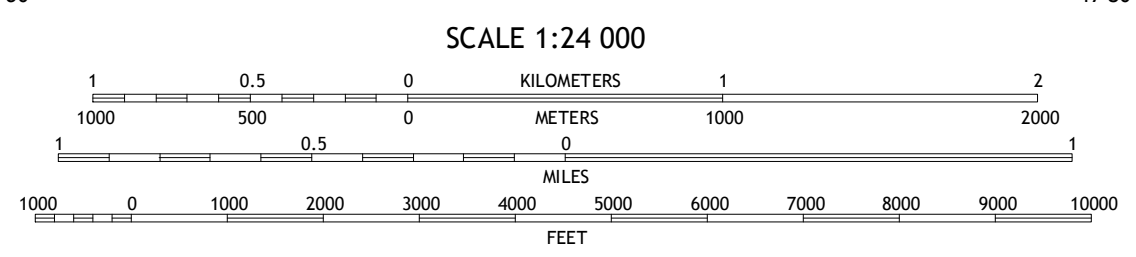 SCALE 1:24 000
1 0.5 0 KILOMETERS 1 2
1000 500 0 METERS 1000 2000
1 0.5 0 1
MILES
1000 0 1000 2000 3000 4000 5000 6000 7000 8000 9000 10000
FEET